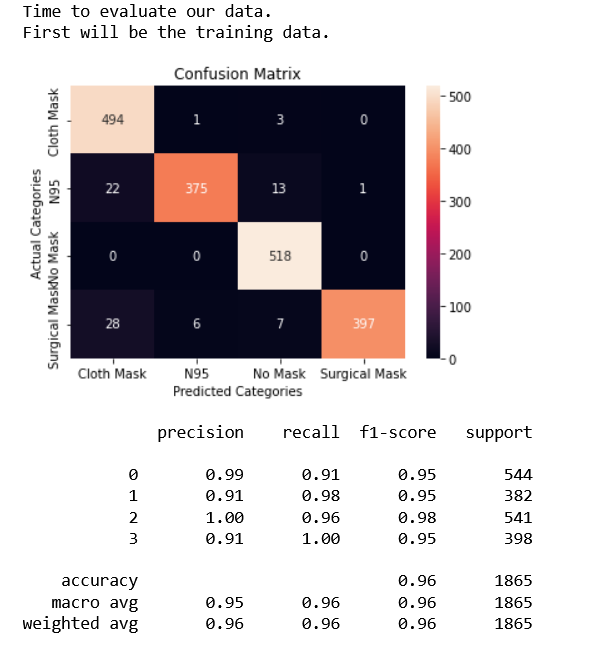 Time to evaluate our data.
First will be the training data.
Confusion Matrix
Cloth Mask 494 1 3 0
N95 22 375 13 1
No Mask 0 0 518 0
Surgical Mask 28 6 7 397
Actual Categories
Cloth Mask N95 No Mask Surgical Mask
Predicted Categories
500
400
300
200
100
0
precision recall f1-score support
0 0.99 0.91 0.95 544
1 0.91 0.98 0.95 382
2 1.00 0.96 0.98 541
3 0.91 1.00 0.95 398
accuracy 0.96 1865
macro avg 0.95 0.96 0.96 1865
weighted avg 0.96 0.96 0.96 1865